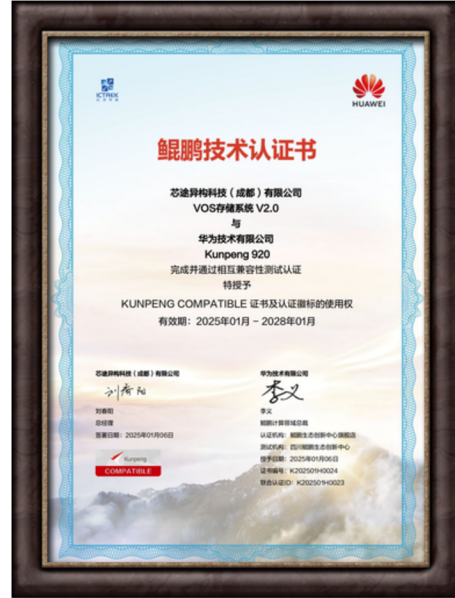 ICTREK
HUAWEI
鲲鹏技术认证书
芯途异构科技（成都）有限公司
VOS存储系统 V2.0
与
华为技术有限公司
Kunpeng 920
完成并通过相互兼容性测试认证
特授予
KUNPENG COMPATIBLE 证书及认证徽标的使用权
有效期：2025年01月 – 2028年01月
芯途异构科技（成都）有限公司
刘春阳
刘春阳
总经理
签署日期：2025年01月06日
Kunpeng
COMPATIBLE
华为技术有限公司
李义
李义
鲲鹏计算领域总裁
认证机构：鲲鹏生态创新中心旗舰店
测试机构：四川鲲鹏生态创新中心
授予日期：2025年01月06日
证书编号：K202501H0024
联合认证ID：K202501H0023